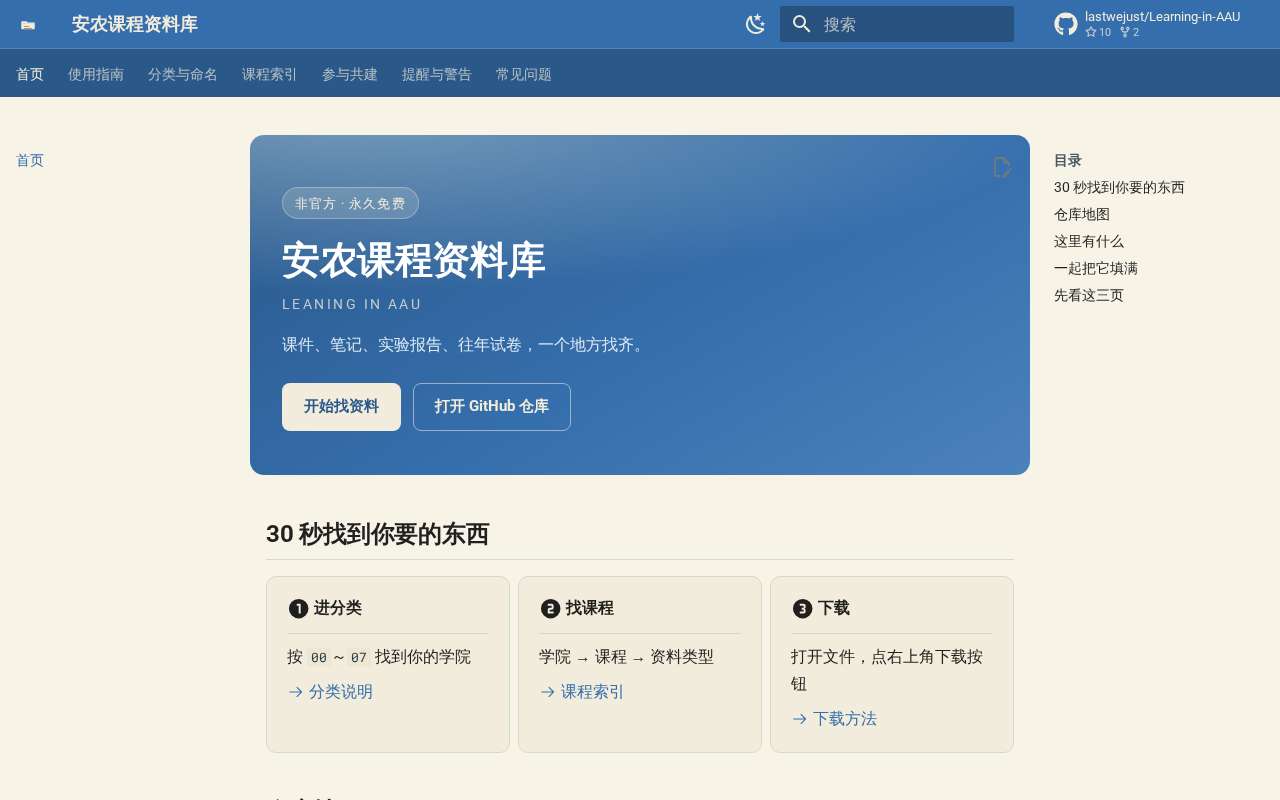 安农课程资料库
搜索
lastwejust/Learning-in-AAU
10 2
首页 使用指南 分类与命名 课程索引 参与共建 提醒与警告 常见问题
首页
非官方 · 永久免费
安农课程资料库
LEANING IN AAU
课件、笔记、实验报告、往年试卷，一个地方找齐。
开始找资料 打开 GitHub 仓库
目录
30 秒找到你要的东西
仓库地图
这里有什么
一起把它填满
先看这三页
30 秒找到你要的东西
1 进分类
按 00 ~ 07 找到你的学院
→ 分类说明
2 找课程
学院 → 课程 → 资料类型
→ 课程索引
3 下载
打开文件，点右上角下载按
钮
→ 下载方法